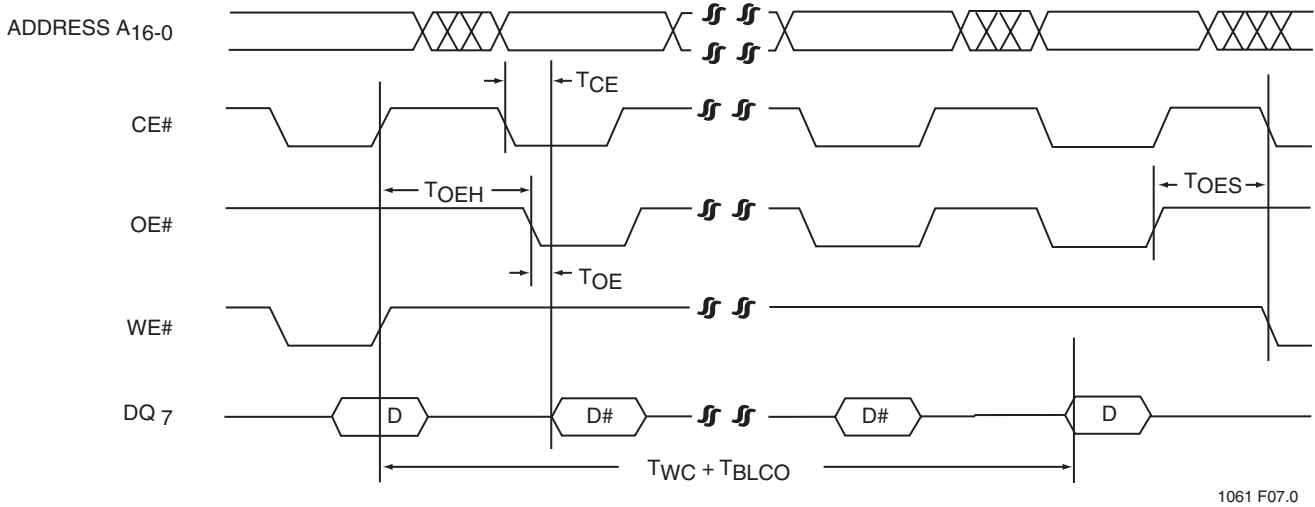 ADDRESS A16-0
TCE
CE#
TOEH
TOES
OE#
TOE
WE#
DQ 7
D
D#
D#
D
TWC + TBLCO
1061 F07.0